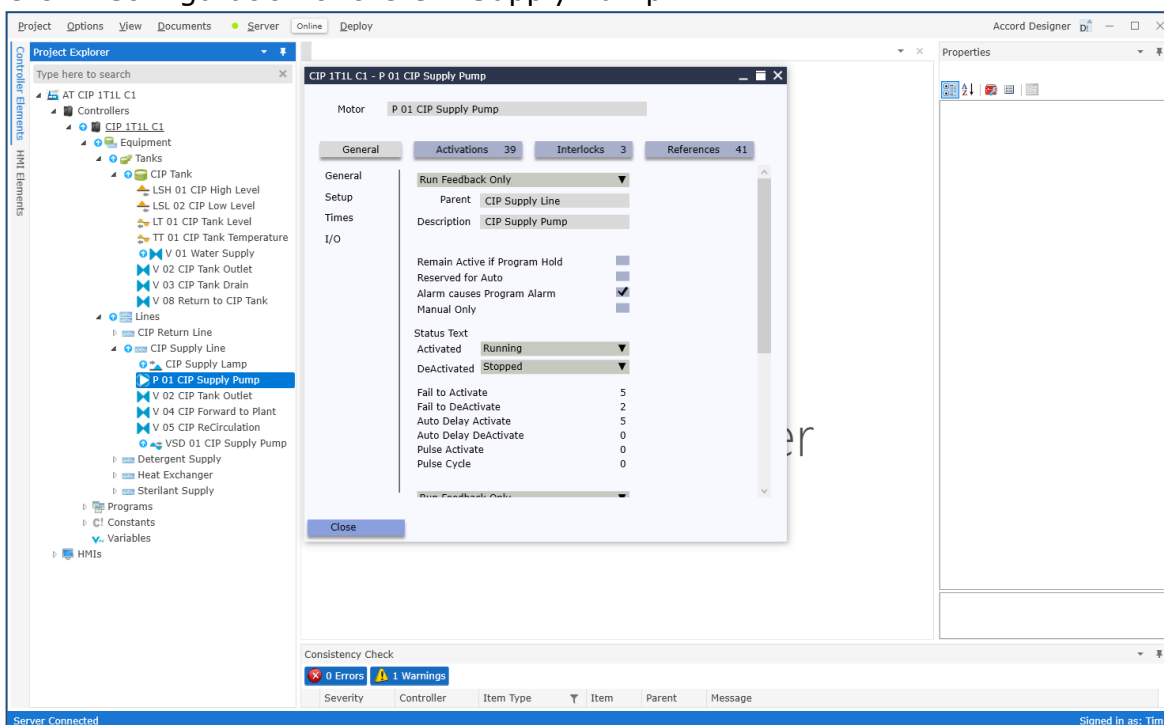 Project Options View Documents Server Online Deploy Accord Designer
Controller Elements
HMI Elements
Project Explorer
Type here to search
AT CIP 1T1L C1
Controllers
CIP 1T1L C1
Equipment
Tanks
CIP Tank
LSH 01 CIP High Level
LSL 02 CIP Low Level
LT 01 CIP Tank Level
TT 01 CIP Tank Temperature
V 01 Water Supply
V 02 CIP Tank Outlet
V 03 CIP Tank Drain
V 08 Return to CIP Tank
Lines
CIP Return Line
CIP Supply Line
CIP Supply Lamp
P 01 CIP Supply Pump
V 02 CIP Tank Outlet
V 04 CIP Forward to Plant
V 05 CIP ReCirculation
VSD 01 CIP Supply Pump
Detergent Supply
Heat Exchanger
Sterilant Supply
Programs
C! Constants
Variables
HMIs
CIP 1T1L C1 - P 01 CIP Supply Pump
Motor P 01 CIP Supply Pump
General Activations 39 Interlocks 3 References 41
General
Setup
Times
I/O
Run Feedback Only
Parent CIP Supply Line
Description CIP Supply Pump
Remain Active if Program Hold
Reserved for Auto
Alarm causes Program Alarm
Manual Only
Status Text
Activated Running
DeActivated Stopped
Fail to Activate 5
Fail to DeActivate 2
Auto Delay Activate 5
Auto Delay DeActivate 0
Pulse Activate 0
Pulse Cycle 0
Run Feedback Only
Close
Properties
Consistency Check
0 Errors 1 Warnings
Severity Controller Item Type Item Parent Message
Server Connected Signed in as: Tim